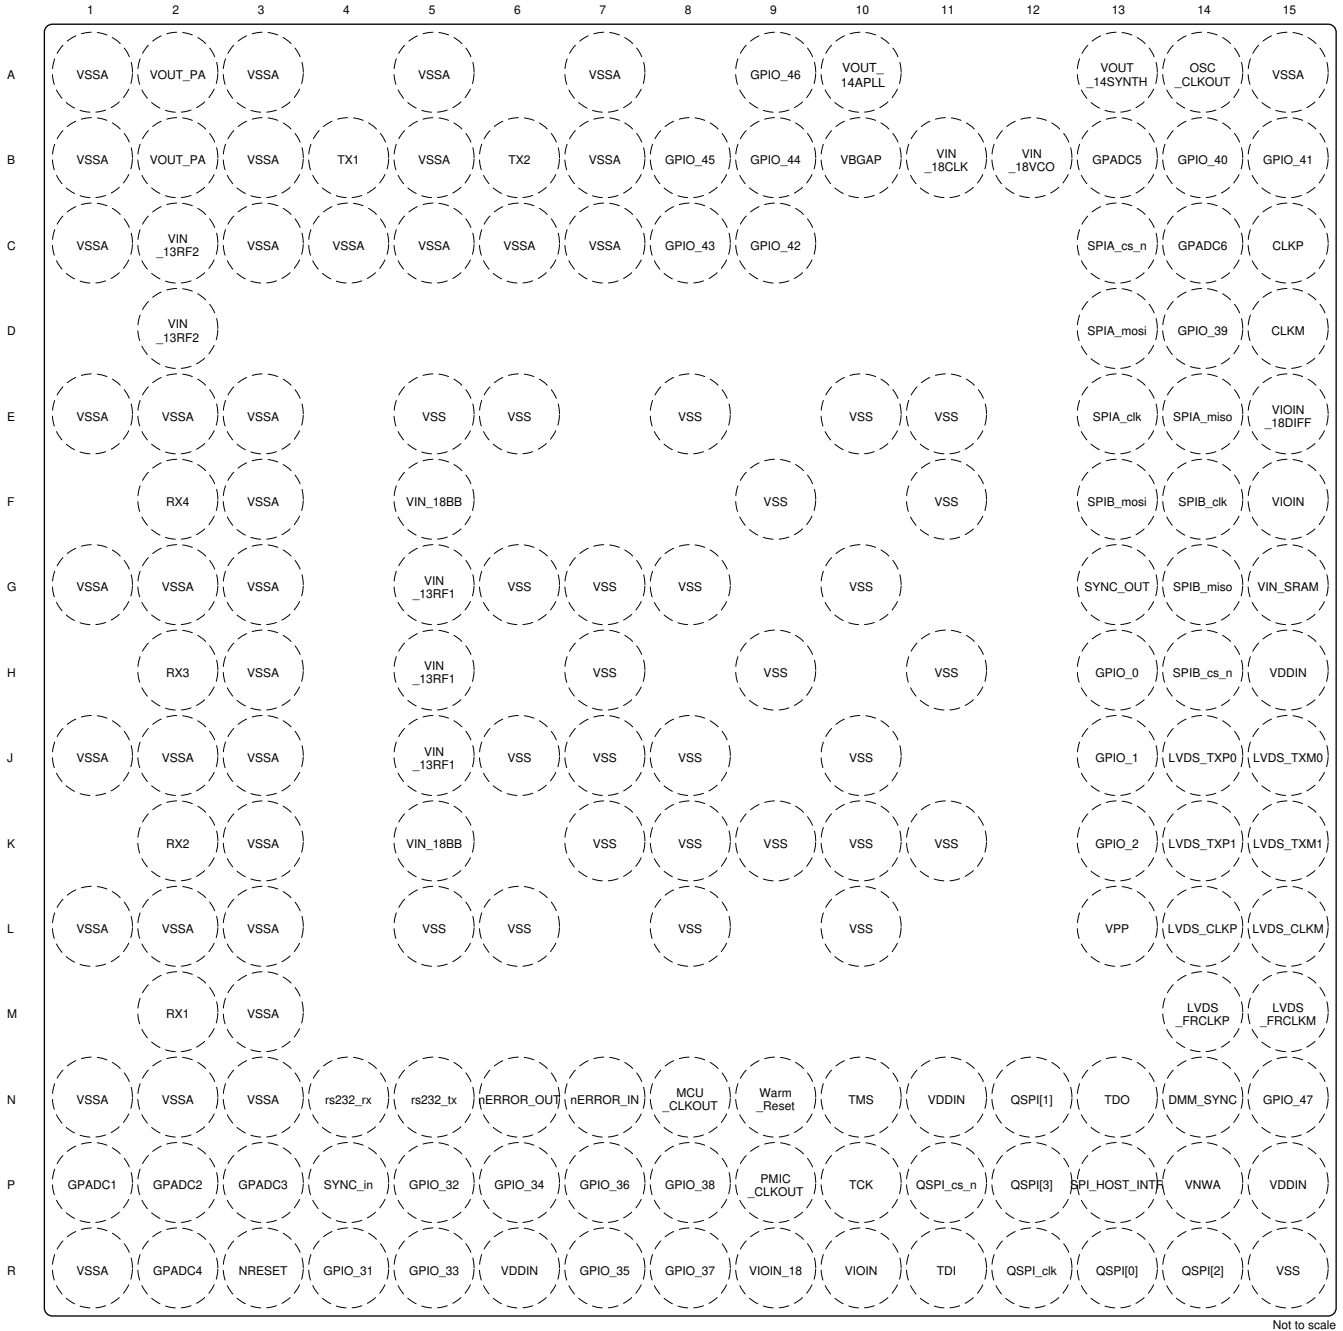 1 2 3 4 5 6 7 8 9 10 11 12 13 14 15
A VSSA VOUT_PA VSSA VSSA VSSA GPIO_46 VOUT_ 14APLL VOUT _14SYNTH OSC _CLKOUT VSSA
B VSSA VOUT_PA VSSA TX1 VSSA TX2 VSSA GPIO_45 GPIO_44 VBGAP VIN _18CLK VIN _18VCO GPADC5 GPIO_40 GPIO_41
C VSSA VIN _13RF2 VSSA VSSA VSSA VSSA VSSA GPIO_43 GPIO_42 SPIA_cs_n GPADC6 CLKP
D VIN _13RF2 SPIA_mosi GPIO_39 CLKM
E VSSA VSSA VSSA VSS VSS VSS VSS VSS SPIA_clk SPIA_miso VIOIN _18DIFF
F RX4 VSSA VIN_18BB VSS VSS SPIB_mosi SPIB_clk VIOIN
G VSSA VSSA VSSA VIN _13RF1 VSS VSS VSS VSS SYNC_OUT SPIB_miso VIN_SRAM
H RX3 VSSA VIN _13RF1 VSS VSS VSS GPIO_0 SPIB_cs_n VDDIN
J VSSA VSSA VSSA VIN _13RF1 VSS VSS VSS VSS GPIO_1 LVDS_TXP0 LVDS_TXM0
K RX2 VSSA VIN_18BB VSS VSS VSS VSS VSS GPIO_2 LVDS_TXP1 LVDS_TXM1
L VSSA VSSA VSSA VSS VSS VSS VSS VPP LVDS_CLKP LVDS_CLKM
M RX1 VSSA LVDS _FRCLKP LVDS _FRCLKM
N VSSA VSSA VSSA rs232_rx rs232_tx nERROR_OUT nERROR_IN MCU _CLKOUT Warm _Reset TMS VDDIN QSPI[1] TDO DMM_SYNC GPIO_47
P GPADC1 GPADC2 GPADC3 SYNC_in GPIO_32 GPIO_34 GPIO_36 GPIO_38 PMIC _CLKOUT TCK QSPI_cs_n QSPI[3] SPI_HOST_INTR VNWA VDDIN
R VSSA GPADC4 NRESET GPIO_31 GPIO_33 VDDIN GPIO_35 GPIO_37 VIOIN_18 VIOIN TDI QSPI_clk QSPI[0] QSPI[2] VSS
Not to scale